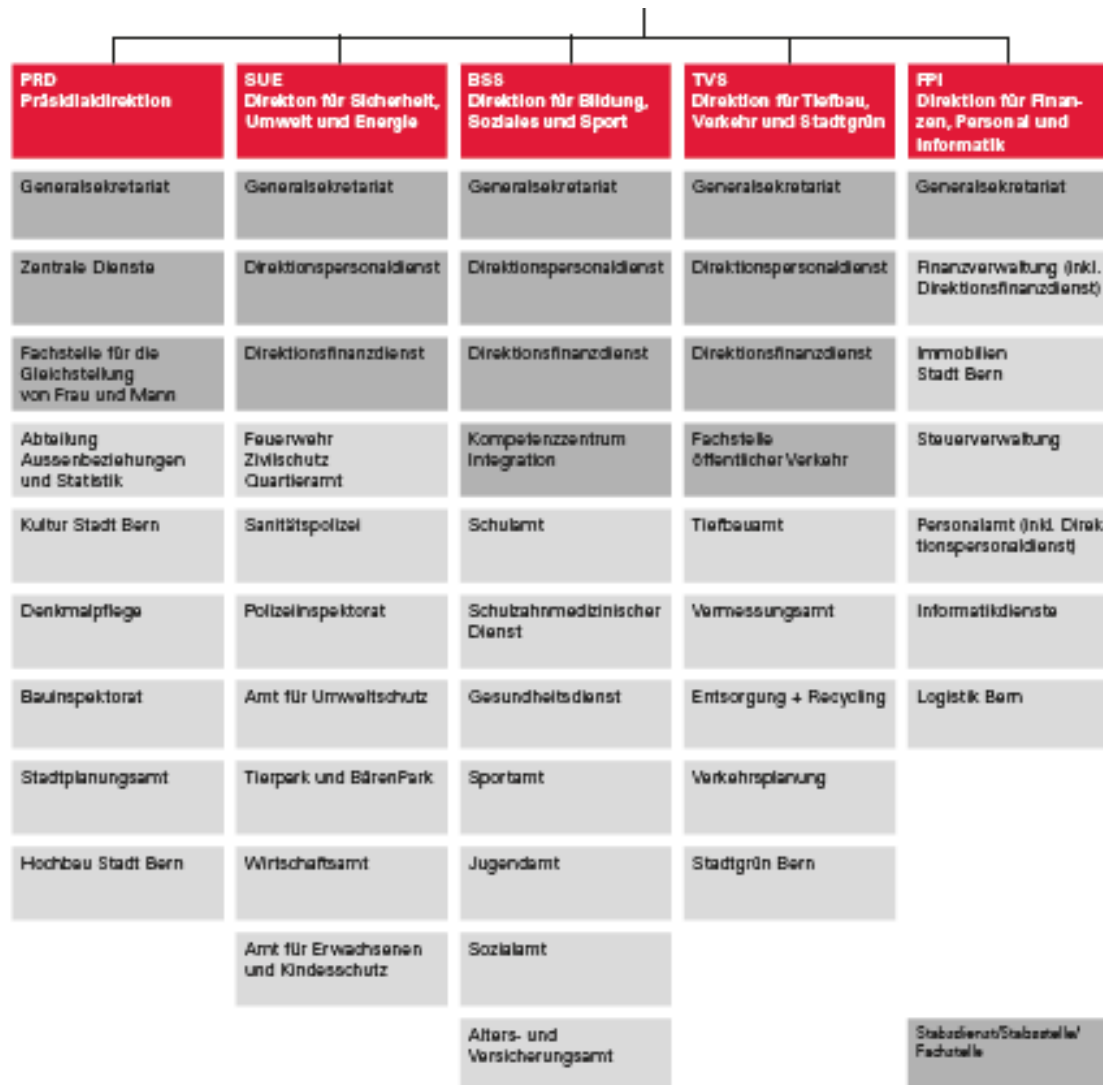 PRD
Präsidialdirektion
SUE
Direkton für Sicherheit,
Umwelt und Energie
BSS
Direktion für Bildung,
Soziales und Sport
TVS
Direktion für Tiefbau,
Verkehr und Stadtgrün
FPI
Direktion für Finan-
zen, Personal und
Informatik
Generalsekretariat
Generalsekretariat
Generalsekretariat
Generalsekretariat
Generalsekretariat
Zentrale Dienste
Direktionspersonaldienst
Direktionspersonaldienst
Direktionspersonaldienst
Finanzverwaltung (inkl.
Direktionsfinanzdienst)
Fachstelle für die
Gleichstellung
von Frau und Mann
Direktionsfinanzdienst
Direktionsfinanzdienst
Direktionsfinanzdienst
Immobilien
Stadt Bern
Abteilung
Aussenbeziehungen
und Statistik
Feuerwehr
Zivilschutz
Quartieramt
Kompetenzzentrum
Integration
Fachstelle
öffentlicher Verkehr
Steuerverwaltung
Kultur Stadt Bern
Sanitätspolizei
Schulamt
Tiefbauamt
Personalamt (inkl. Direk
tionspersonaldienst)
Denkmalpflege
Polizeiinspektorat
Schulzahnmedizinischer
Dienst
Vermessungsamt
Informatikdienste
Bauinspektorat
Amt für Umweltschutz
Gesundheitsdienst
Entsorgung + Recycling
Logistik Bern
Stadtplanungsamt
Tierpark und BärenPark
Sportamt
Verkehrsplanung
Hochbau Stadt Bern
Wirtschaftsamt
Jugendamt
Stadtgrün Bern
Amt für Erwachsenen
und Kindesschutz
Sozialamt
Alters- und
Versicherungsamt
Stabsdienst/Stabsstelle/
Fachstelle